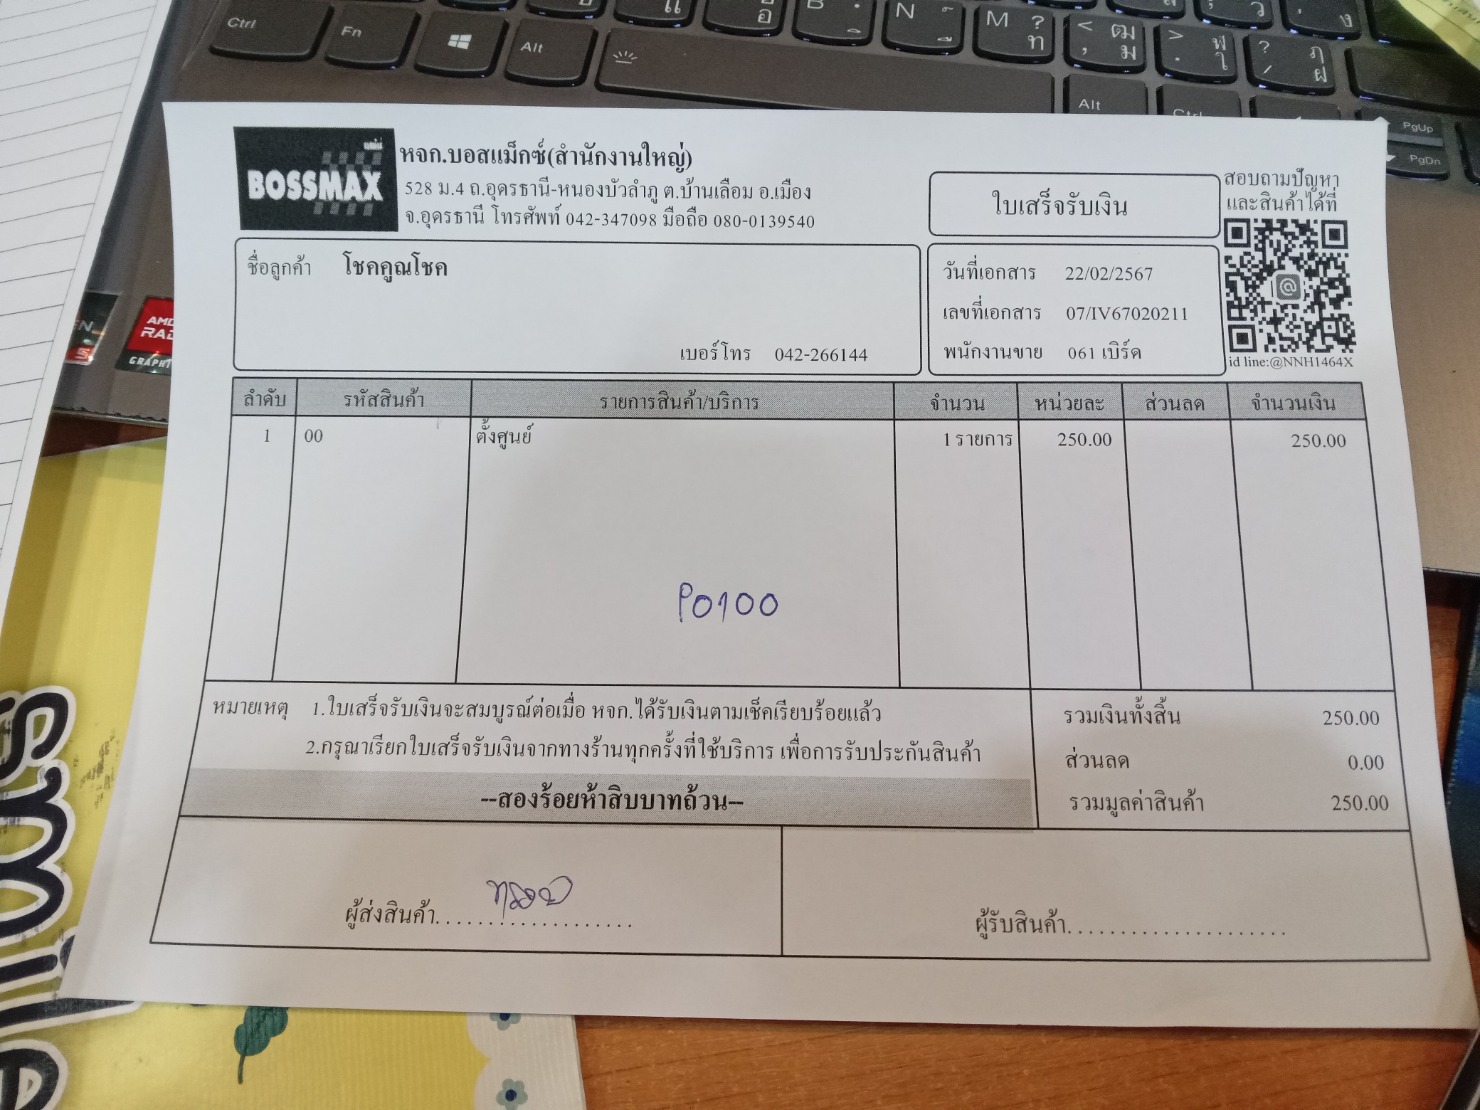 Ctrl
Fn
Alt
B
N
M ? ท
< ฒ , ม
> ฬ . ใ
? ฦ / ฝ
Alt
Ctrl
PgUp
PgDn
BOSSMAX
หจก.บอสแม็กซ์(สำนักงานใหญ่)
528 ม.4 ถ.อุดรธานี-หนองบัวลำภู ต.บ้านเลื่อม อ.เมือง
จ.อุดรธานี โทรศัพท์ 042-347098 มือถือ 080-0139540
ใบเสร็จรับเงิน
สอบถามปัญหา
และสินค้าได้ที่
id line:@NNH1464X
ชื่อลูกค้า โชคคูณโชค
เบอร์โทร 042-266144
วันที่เอกสาร 22/02/2567
เลขที่เอกสาร 07/IV67020211
พนักงานขาย 061 เบิร์ด
ลำดับ รหัสสินค้า รายการสินค้า/บริการ จำนวน หน่วยละ ส่วนลด จำนวนเงิน
1 00 ตั้งศูนย์ 1 รายการ 250.00 250.00
P0100
หมายเหตุ 1.ใบเสร็จรับเงินจะสมบูรณ์ต่อเมื่อ หจก.ได้รับเงินตามเช็คเรียบร้อยแล้ว
2.กรุณาเรียกใบเสร็จรับเงินจากทางร้านทุกครั้งที่ใช้บริการ เพื่อการรับประกันสินค้า
--สองร้อยห้าสิบบาทถ้วน--
รวมเงินทั้งสิ้น 250.00
ส่วนลด 0.00
รวมมูลค่าสินค้า 250.00
ผู้ส่งสินค้า...................
ผู้รับสินค้า.....................